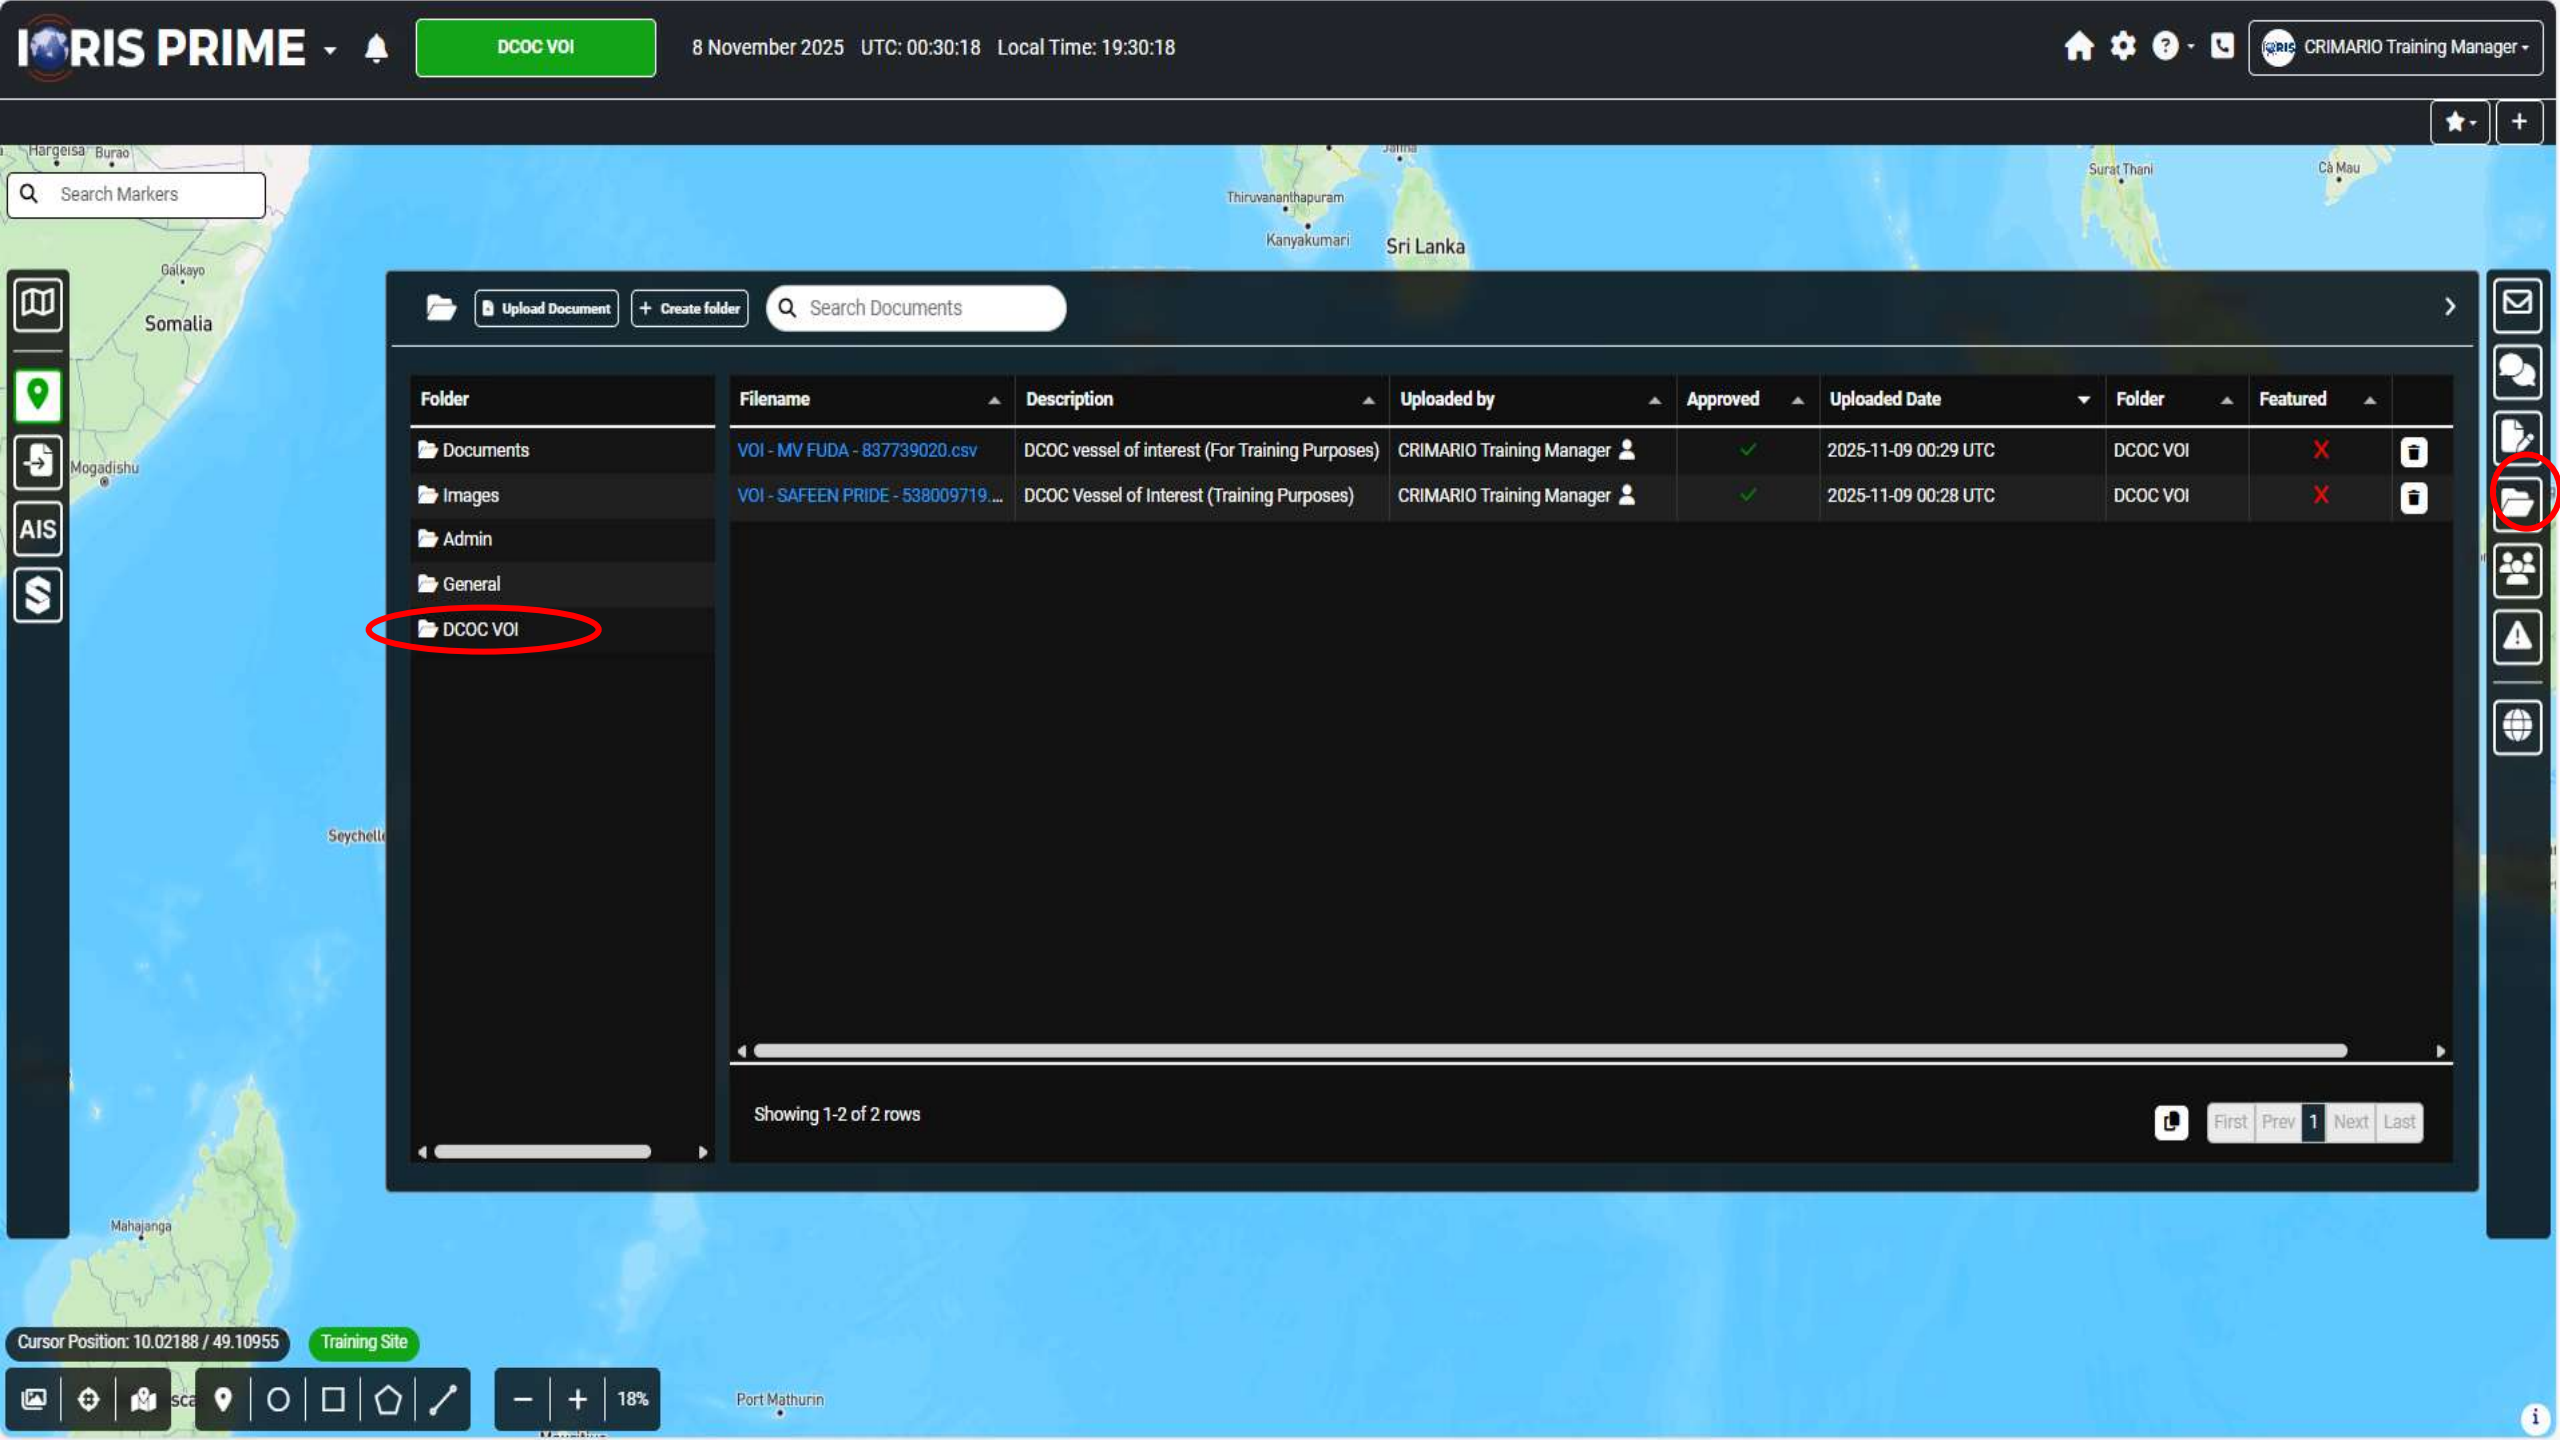 IORIS PRIME
DCOC VOI
8 November 2025 UTC: 00:30:18 Local Time: 19:30:18
CRIMARIO Training Manager
Hargeisa Burao
Jaffna
Surat Thani
Cà Mau
Search Markers
Thiruvananthapuram
Kanyakumari
Sri Lanka
Galkayo
Somalia
Mogadishu
AIS
Upload Document
+ Create folder
Search Documents
Folder
Documents
Images
Admin
General
DCOC VOI
Filename Description Uploaded by Approved Uploaded Date Folder Featured
VOI - MV FUDA - 837739020.csv DCOC vessel of interest (For Training Purposes) CRIMARIO Training Manager 2025-11-09 00:29 UTC DCOC VOI X
VOI - SAFEEN PRIDE - 538009719.... DCOC Vessel of Interest (Training Purposes) CRIMARIO Training Manager 2025-11-09 00:28 UTC DCOC VOI X
Seychelle
Showing 1-2 of 2 rows
First Prev 1 Next Last
Mahajanga
Cursor Position: 10.02188 / 49.10955
Training Site
sca
18%
Port Mathurin
i